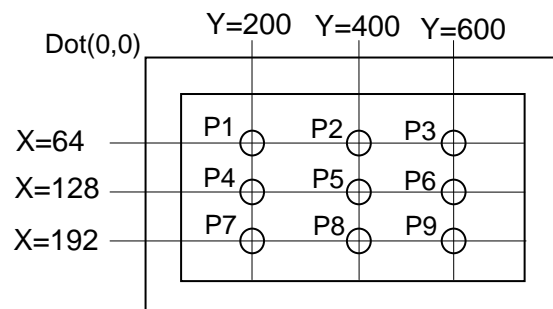 Y=200 Y=400 Y=600
Dot(0,0)
X=64 P1 P2 P3
X=128 P4 P5 P6
X=192 P7 P8 P9